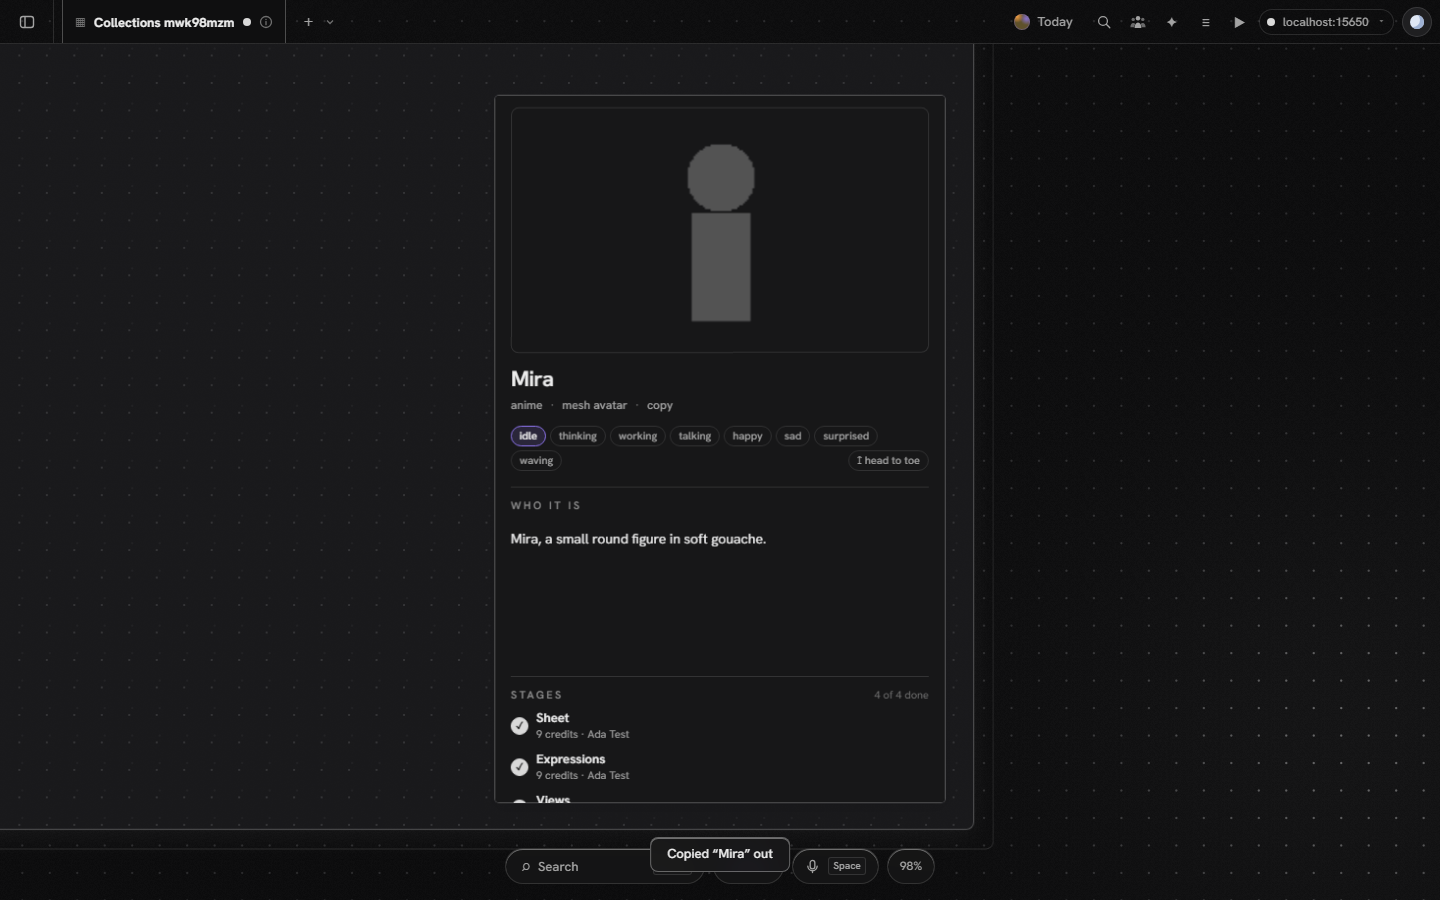 Collections mwk98mzm
Today
localhost:15650
Mira
anime · mesh avatar · copy
idle thinking working talking happy sad surprised
waving head to toe
WHO IT IS
Mira, a small round figure in soft gouache.
STAGES 4 of 4 done
Sheet
9 credits · Ada Test
Expressions
9 credits · Ada Test
Views
Copied “Mira” out
Search Space 98%